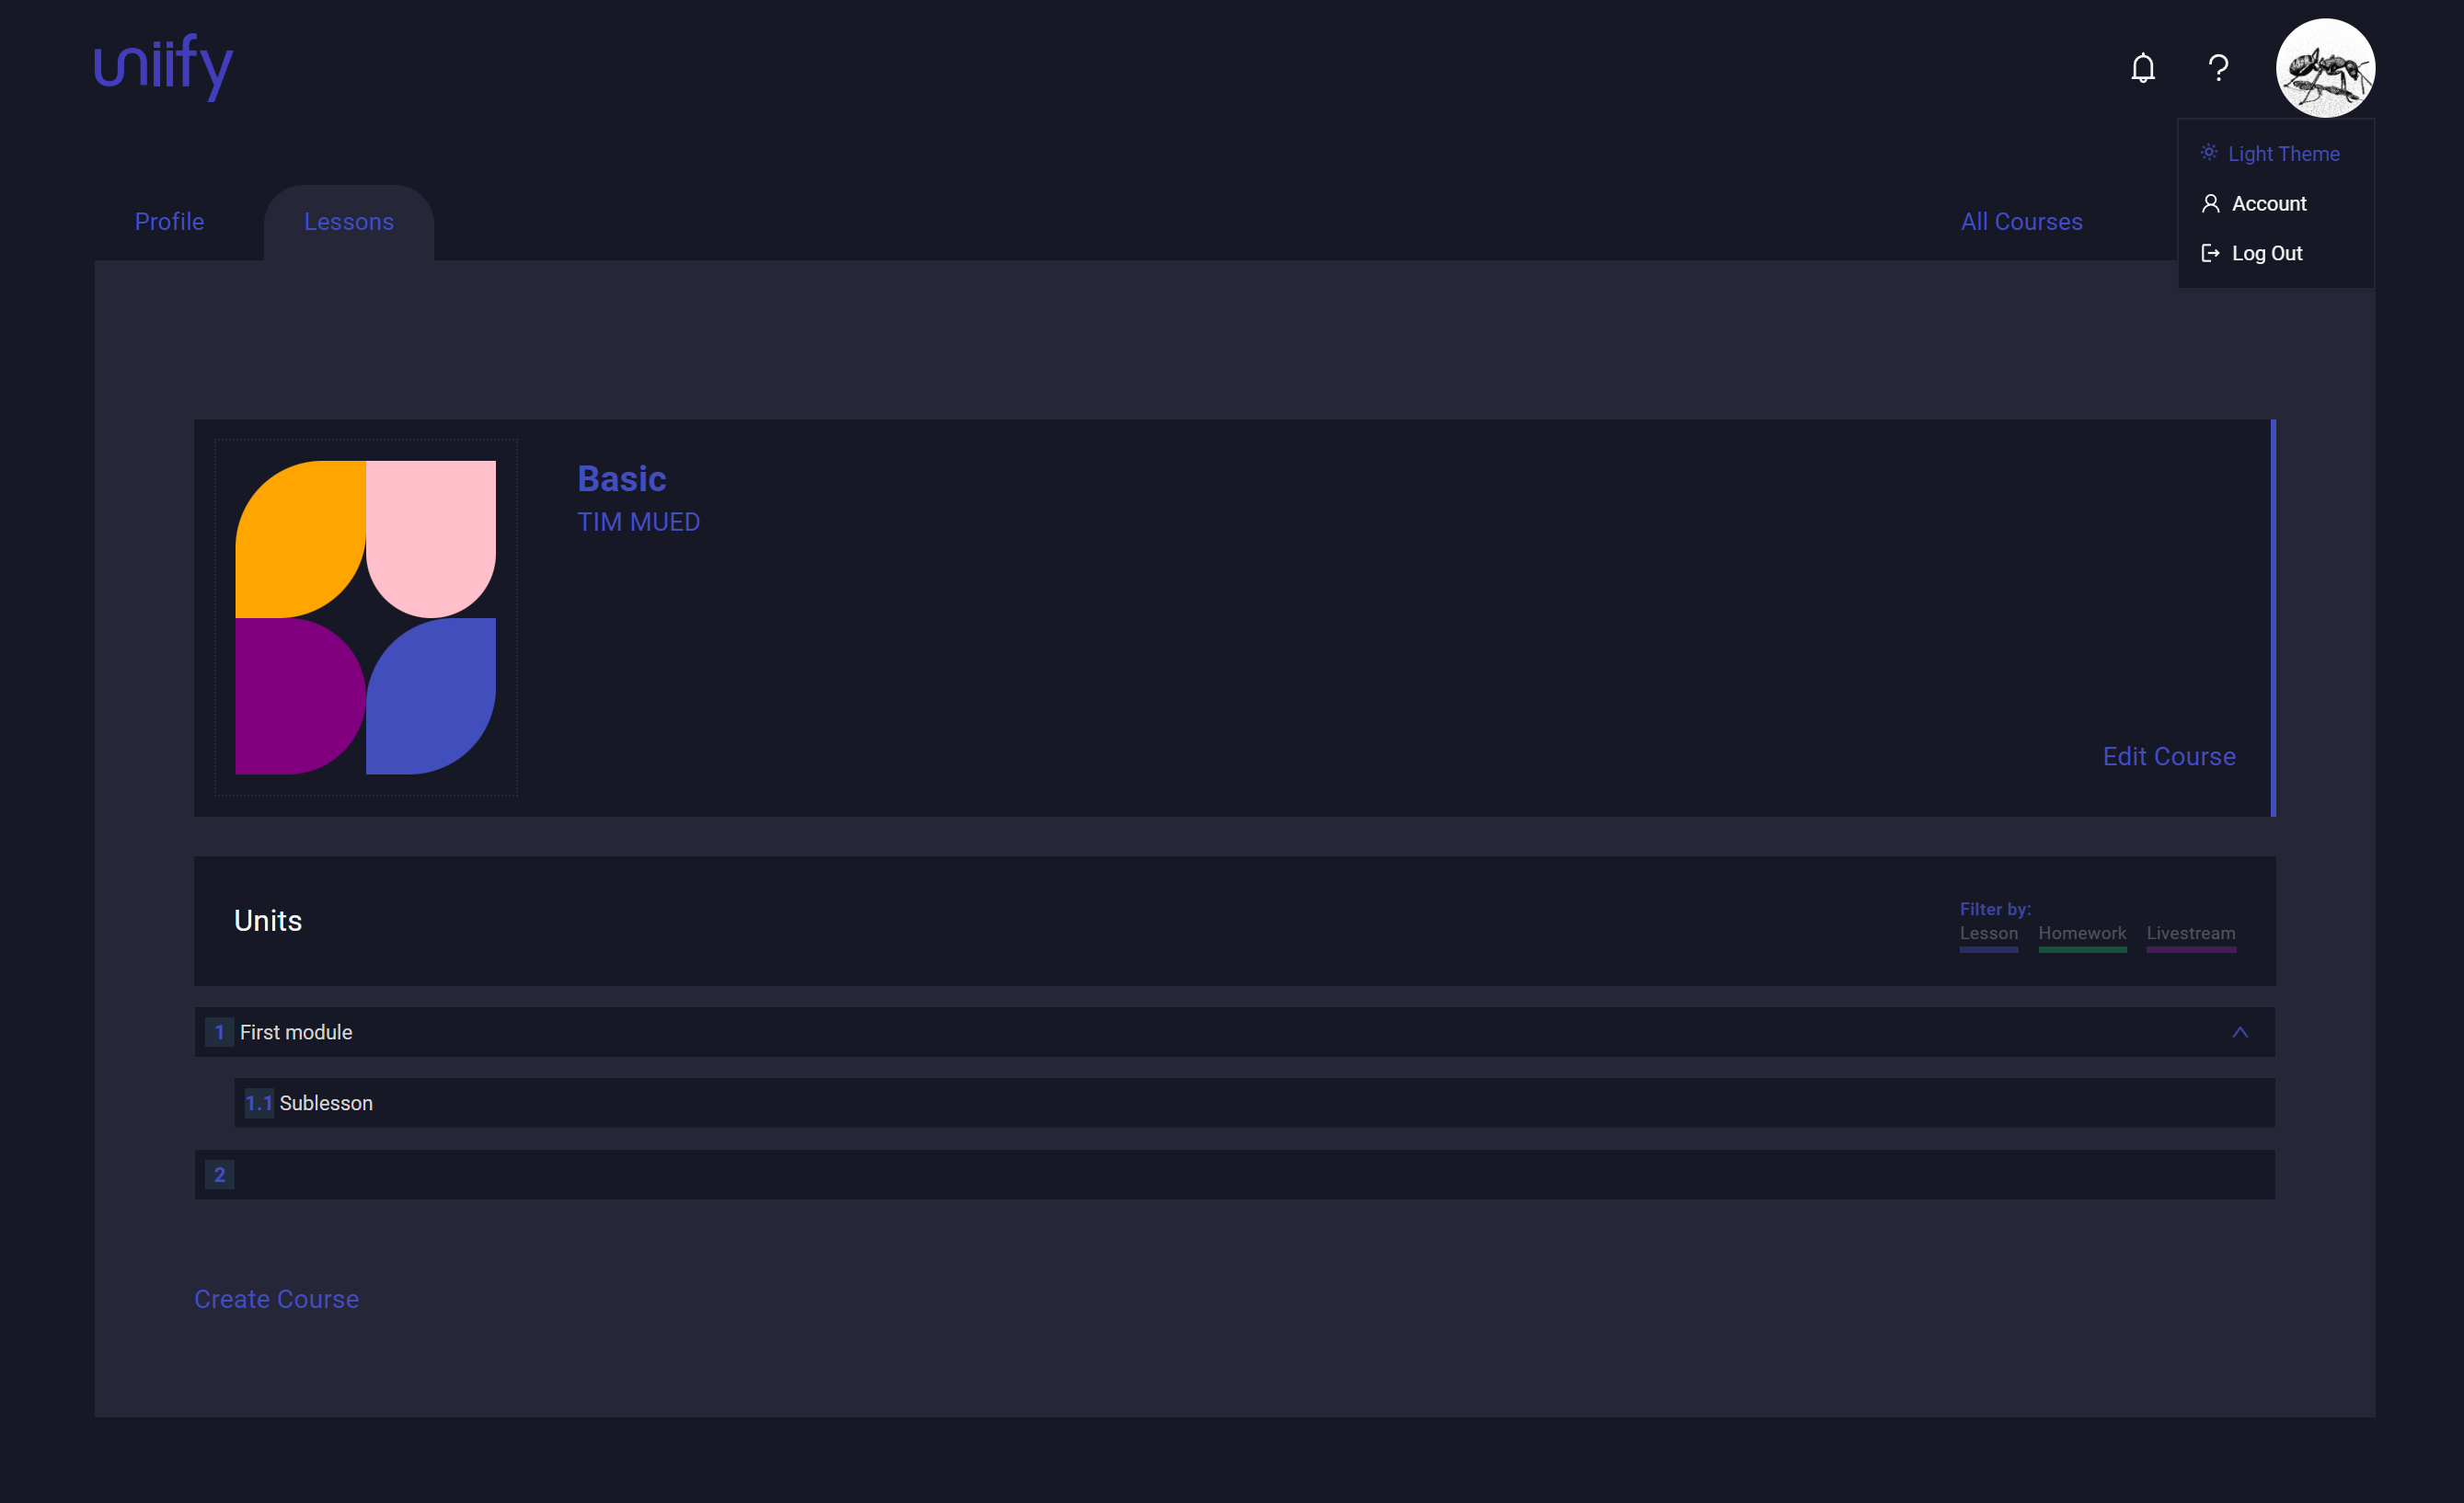 uniify
Light Theme
Account
Log Out
Profile
Lessons
All Courses
Basic
TIM MUED
Edit Course
Units
Filter by:
Lesson Homework Livestream
1 First module
1.1 Sublesson
2
Create Course